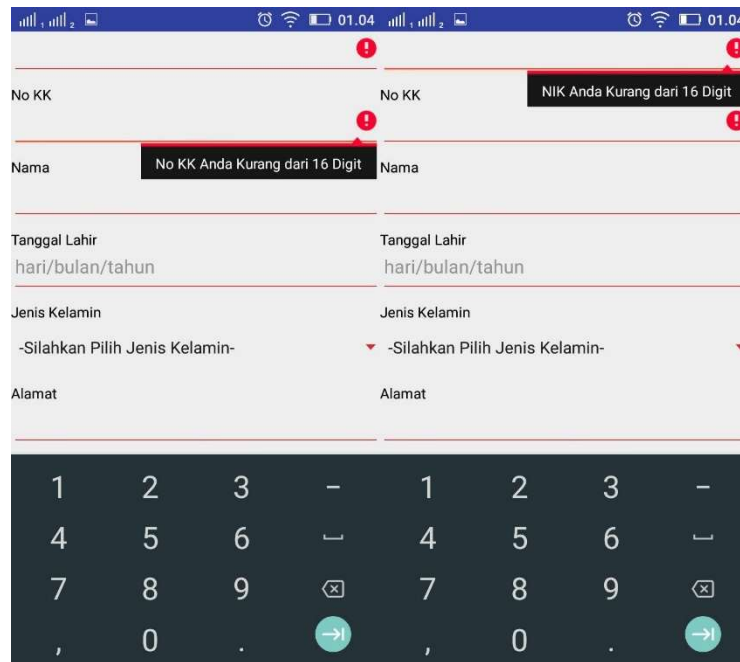 01.04
No KK
No KK Anda Kurang dari 16 Digit
Nama
Tanggal Lahir
hari/bulan/tahun
Jenis Kelamin
-Silahkan Pilih Jenis Kelamin-
Alamat
1 2 3 -
4 5 6
7 8 9
, 0 .
01.04
NIK Anda Kurang dari 16 Digit
No KK
Nama
Tanggal Lahir
hari/bulan/tahun
Jenis Kelamin
-Silahkan Pilih Jenis Kelamin-
Alamat
1 2 3 -
4 5 6
7 8 9
, 0 .